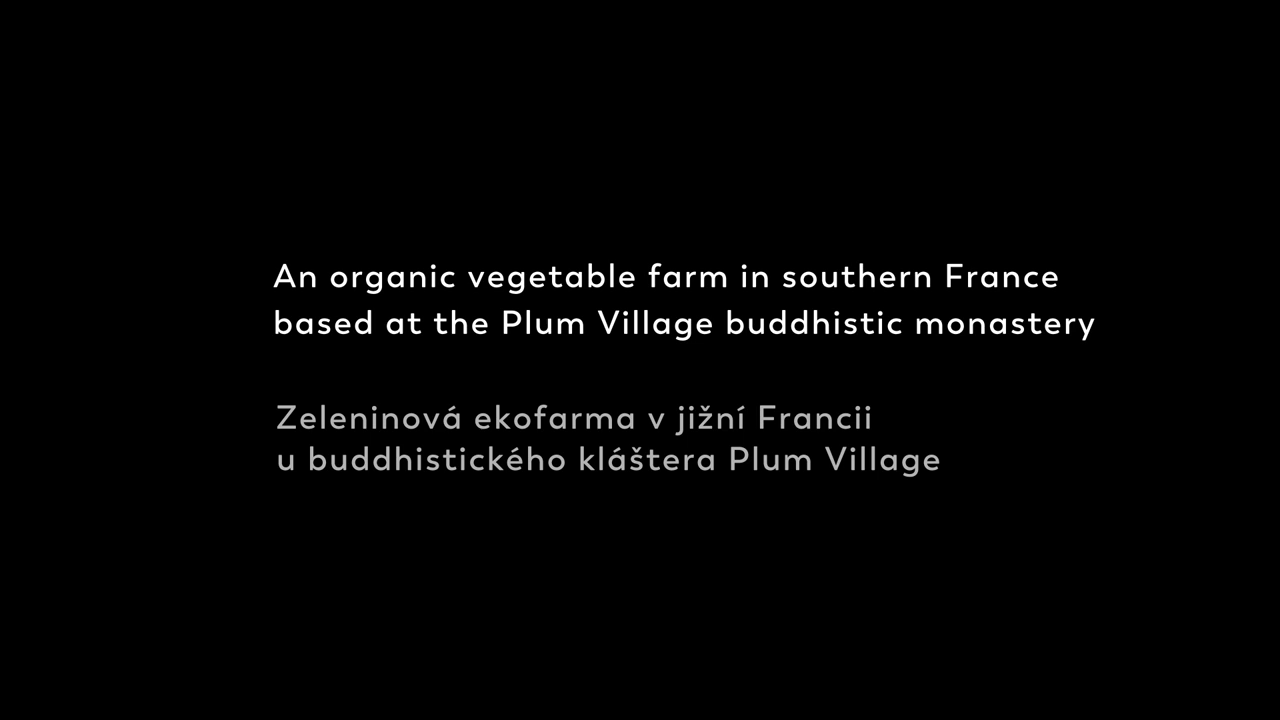 An organic vegetable farm in southern France
based at the Plum Village buddhistic monastery
Zeleninová ekofarma v jižní Francii
u buddhistického kláštera Plum Village